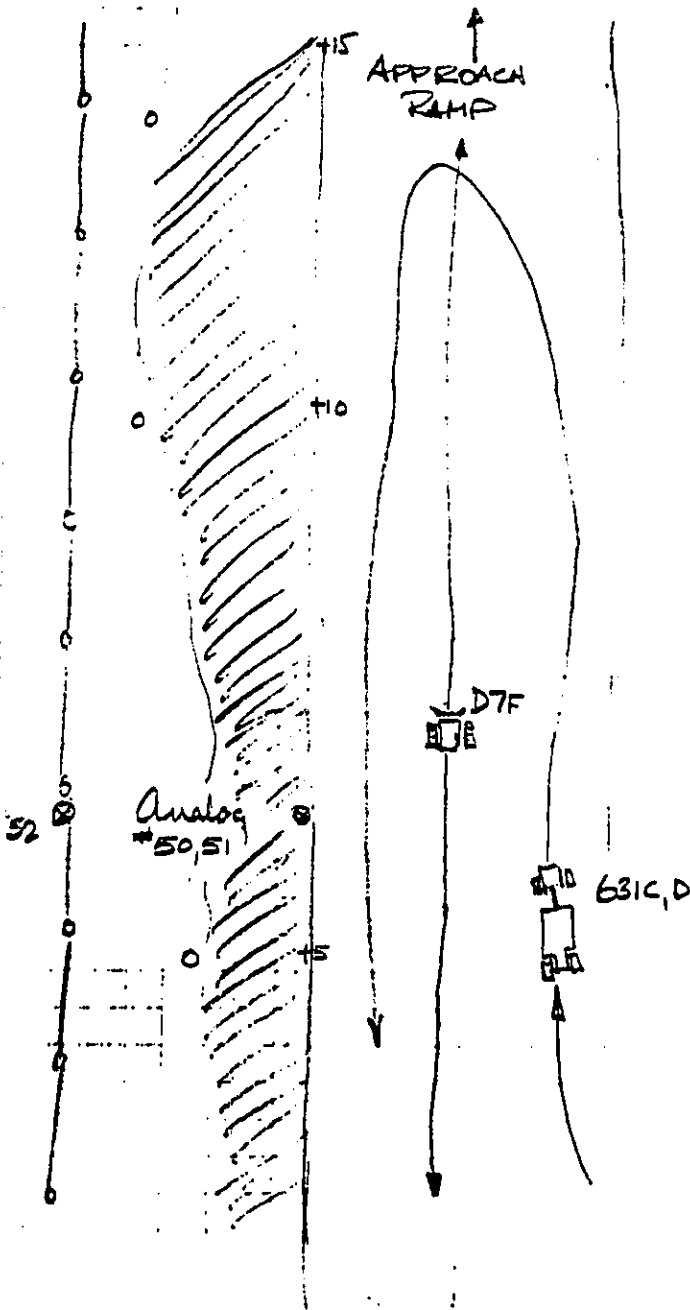 +15
APPROACH
RAMP
+10
D7F
52
Analog
#50,51
631C,D
+5